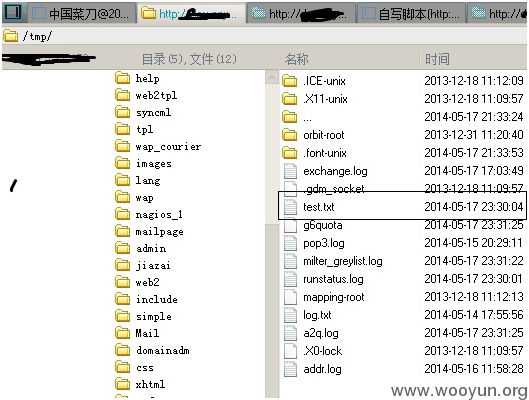 中国菜刀@20...
http:
http:/
自写脚本(http:...
http:/
/tmp/
目录(5),文件(12)
名称
时间
help
web2tpl
syncml
tpl
wap_courier
images
lang
wap
nagios_1
mailpage
admin
jiazai
web2
include
simple
Mail
domainadm
css
xhtml
.ICE-unix 2013-12-18 11:12:09
.X11-unix 2013-12-18 11:09:57
... 2014-05-17 21:33:24
orbit-root 2013-12-31 11:20:40
.font-unix 2014-05-17 21:33:53
exchange.log 2014-05-17 17:03:49
.gdm_socket 2013-12-18 11:09:57
test.txt 2014-05-17 23:30:04
g6quota 2014-05-17 23:31:25
pop3.log 2014-05-15 20:29:11
milter_greylist.log 2014-05-17 23:31:22
runstatus.log 2014-05-17 23:30:01
mapping-root 2013-12-18 11:12:13
log.txt 2014-05-14 17:55:56
a2q.log 2014-05-17 23:31:25
.X0-lock 2013-12-18 11:09:57
addr.log 2014-05-16 11:58:28
www.wooyun.org